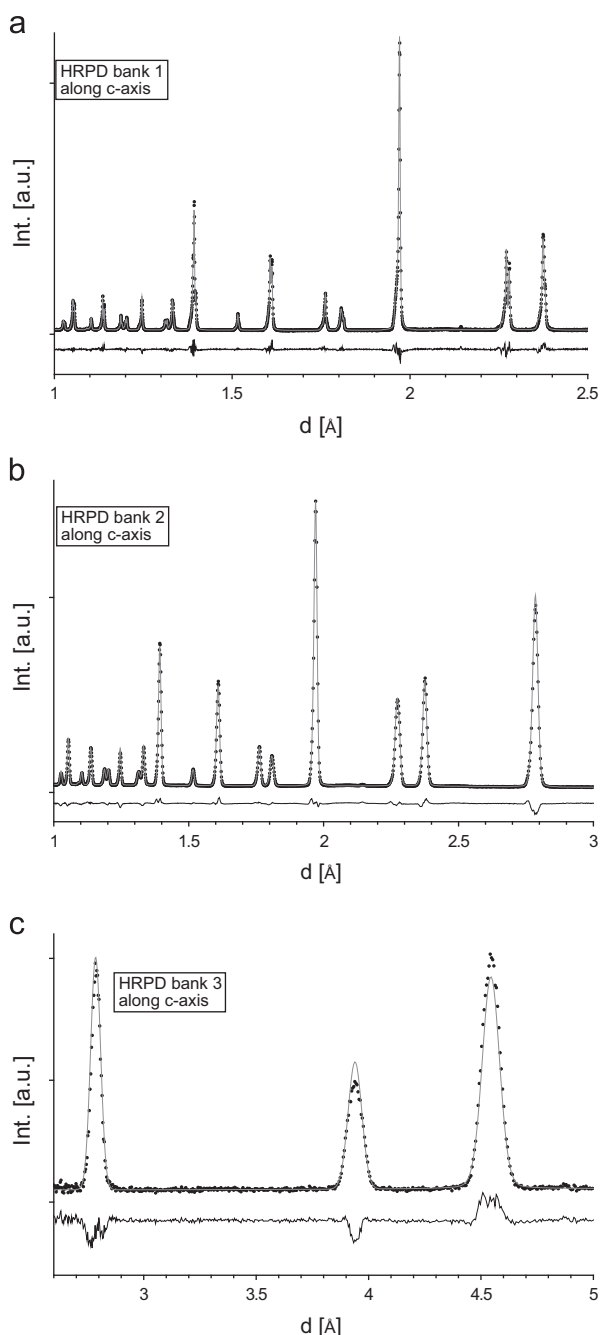 a
HRPD bank 1
along c-axis
Int. [a.u.]
1 1.5 2 2.5
d [Å]
b
HRPD bank 2
along c-axis
Int. [a.u.]
1 1.5 2 2.5 3
d [Å]
c
HRPD bank 3
along c-axis
Int. [a.u.]
3 3.5 4 4.5 5
d [Å]